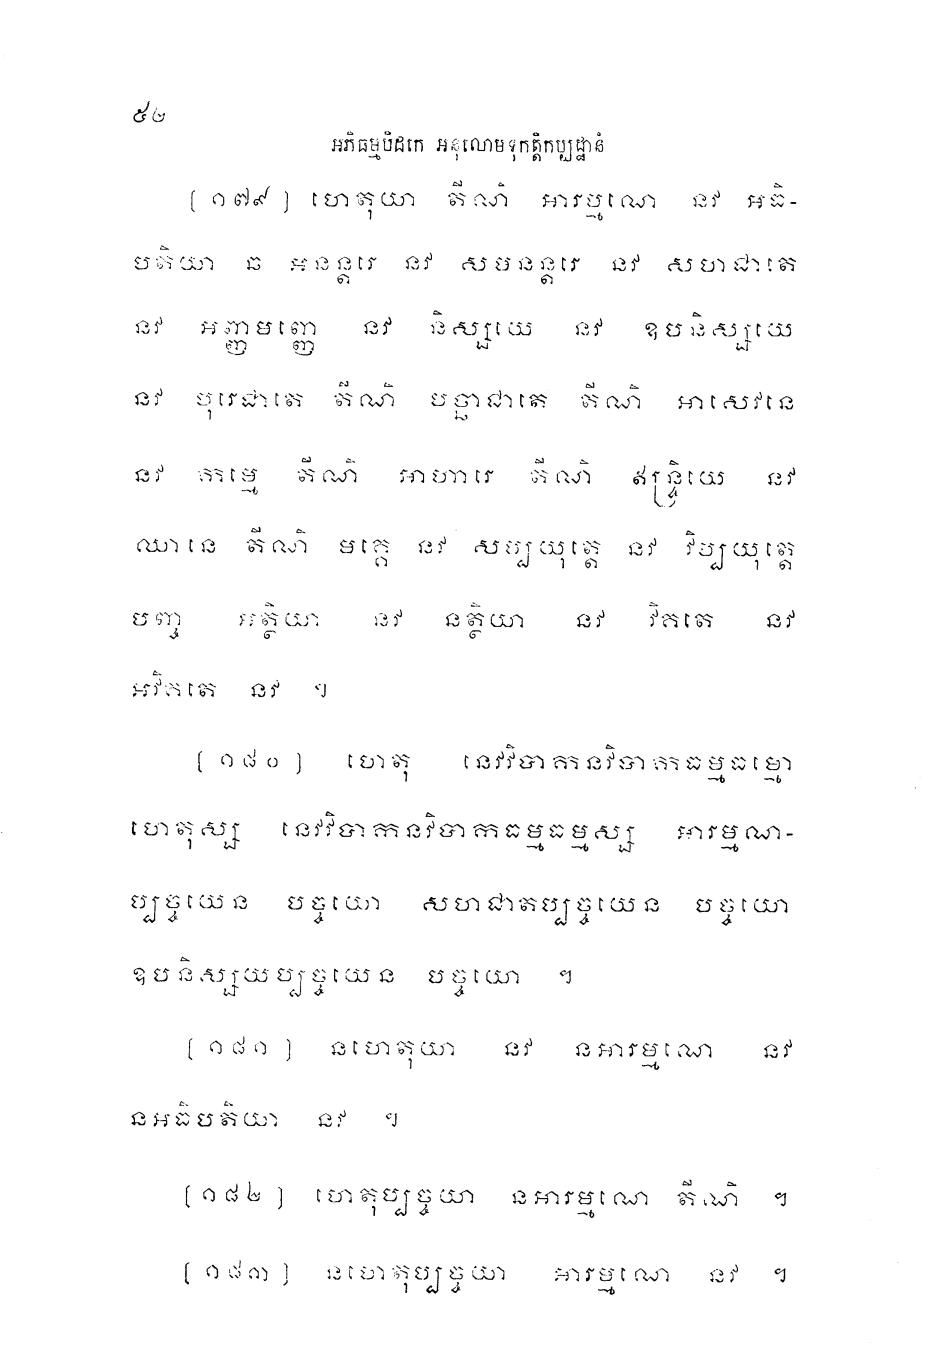 ៥២
អភិធម្មបិដកេ អនុលោមទុកត្តិកប្បដ្ឋានំ
[ ១៧៩ ] ហេតុយា តីណិ អារម្មណេ នវ អធិ-
បតិយា ឆ អនន្តរេ នវ សមនន្តរេ នវ សហជាតេ
នវ អញ្ញមញ្ញេ នវ និស្សយេ នវ ឧបនិស្សយេ
នវ បុរេជាតេ តីណិ បច្ឆាជាតេ តីណិ អាសេវនេ
នវ កម្មេ តីណិ អាហារេ តីណិ ឥន្ទ្រិយេ នវ
ឈានេ តីណិ មគ្គេ នវ សម្បយុត្តេ នវ វិប្បយុត្តេ
បញ្ច អត្ថិយា នវ នត្ថិយា នវ វិគតេ នវ
អវិគតេ នវ ។
[ ១៨០ ] ហេតុ នេវវិបាកនវិបាកធម្មធម្មោ
ហេតុស្ស នេវវិបាកនវិបាកធម្មធម្មស្ស អារម្មណ-
ប្បច្ចយេន បច្ចយោ សហជាតប្បច្ចយេន បច្ចយោ
ឧបនិស្សយប្បច្ចយេន បច្ចយោ ។
[ ១៨១ ] នហេតុយា នវ នអារម្មណេ នវ
នអធិបតិយា នវ ។
[ ១៨២ ] ហេតុប្បច្ចយា នអារម្មណេ តីណិ ។
[ ១៨៣ ] នហេតុប្បច្ចយា អារម្មណេ នវ ។